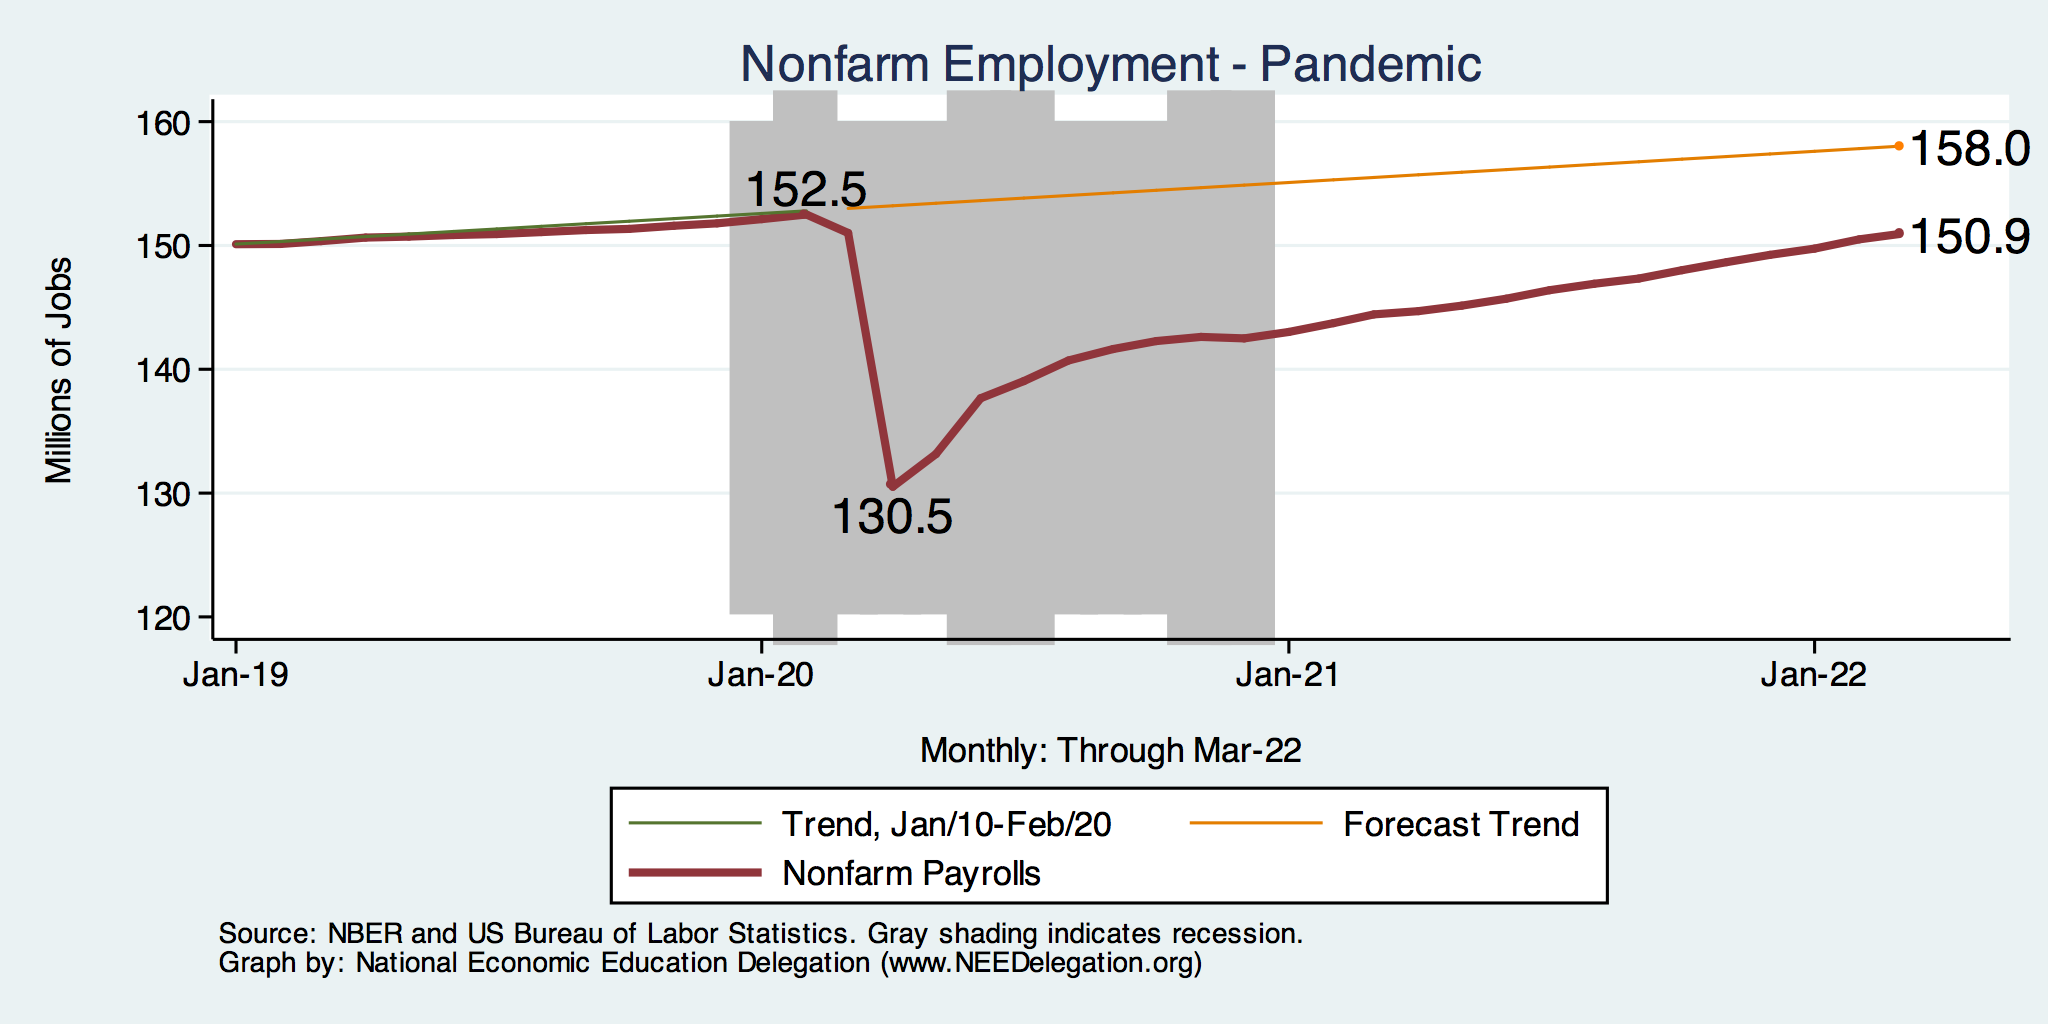 Nonfarm Employment - Pandemic
160
150
140
130
120
Millions of Jobs
152.5
130.5
158.0
150.9
Jan-19
Jan-20
Jan-21
Jan-22
Monthly: Through Mar-22
Trend, Jan/10-Feb/20
Forecast Trend
Nonfarm Payrolls
Source: NBER and US Bureau of Labor Statistics. Gray shading indicates recession.
Graph by: National Economic Education Delegation (www.NEEDelegation.org)